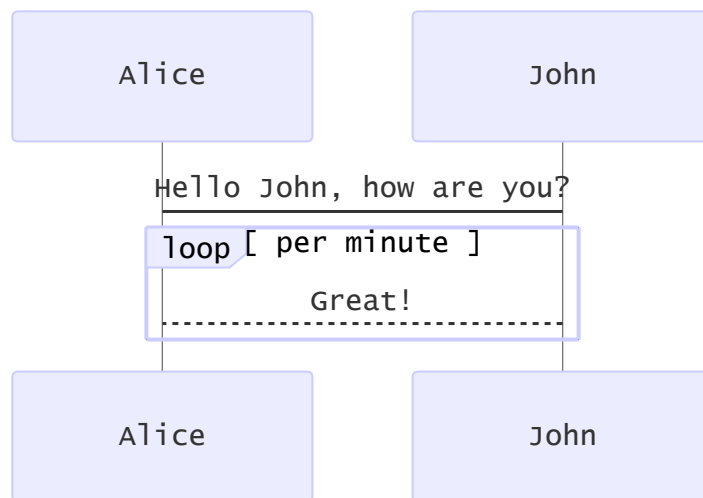 Alice
John
Hello John, how are you?
loop [ per minute ]
Great!
Alice
John